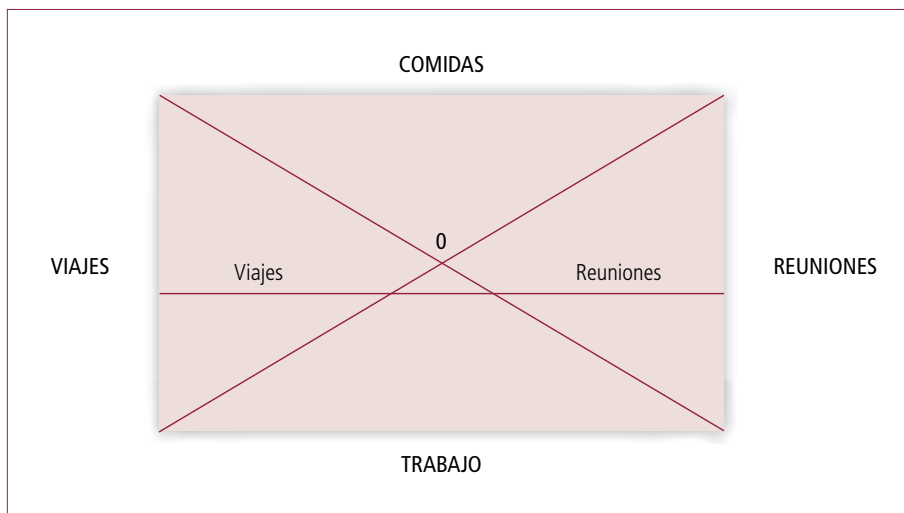 COMIDAS
0
VIAJES
Viajes
Reuniones
REUNIONES
TRABAJO